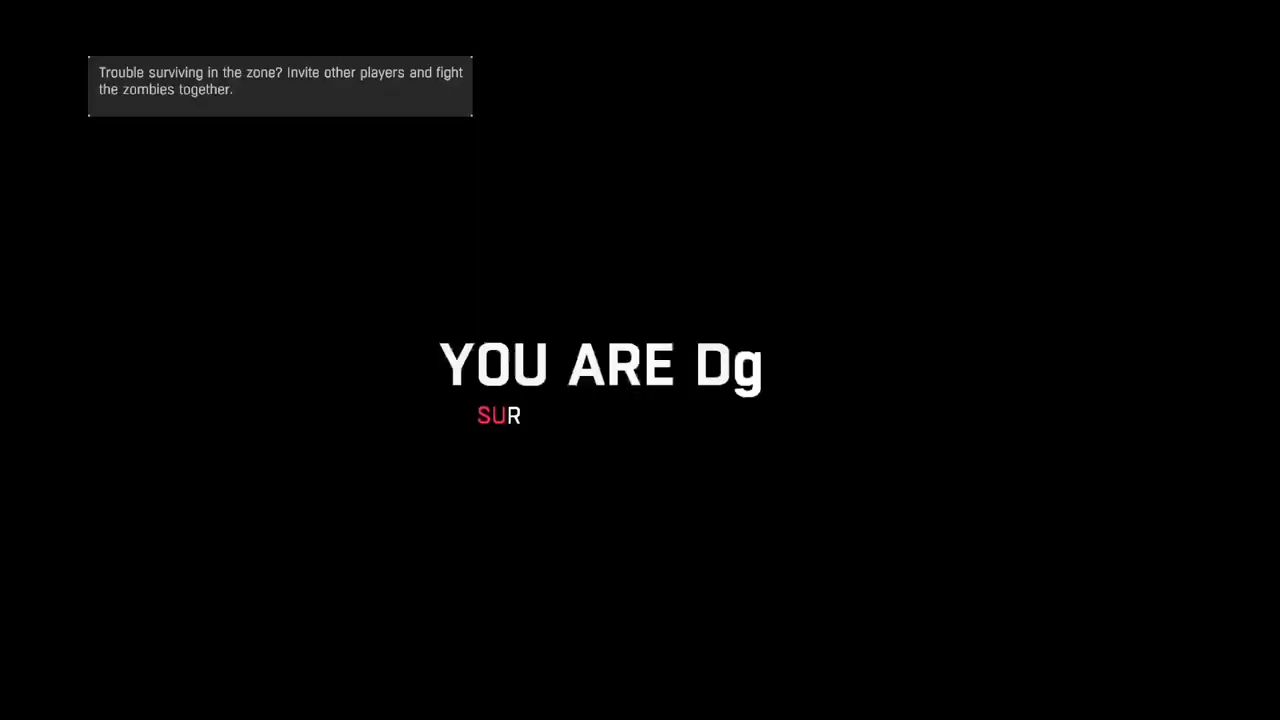 Trouble surviving in the zone? Invite other players and fight
the zombies together.
YOU ARE Dg
SUR